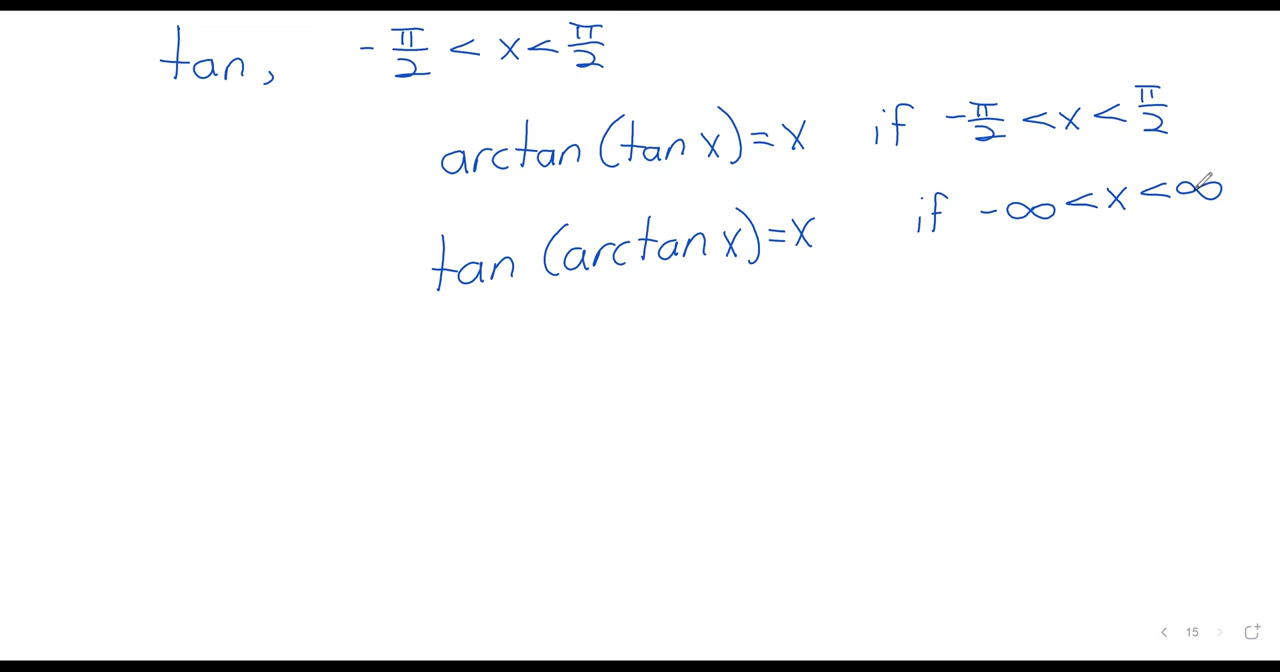 tan, -π/2 < x < π/2
arctan (tan x) = x if -π/2 < x < π/2
tan (arctan x) = x if -∞ < x < ∞
< 15 >